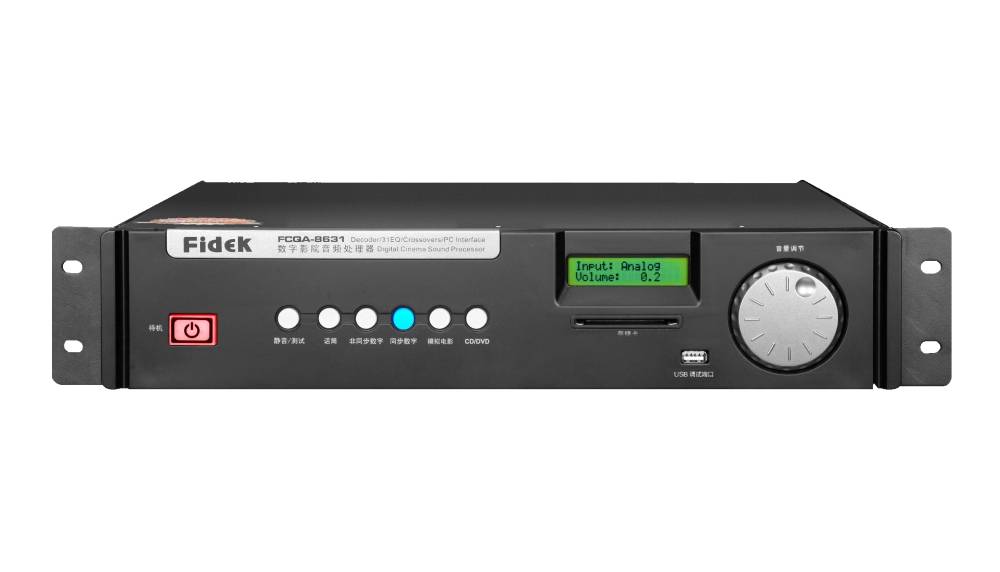 Fidek
FCQA-8631 Decoder/31EQ/Crossovers/PC Interface
数字影院音频处理器 Digital Cinema Sound Processor
音量调节
Input: Analog
Volume: 0.2
待机
静音/测试
话筒
非同步数字
同步数字
模拟电影
CD/DVD
USB 调试端口